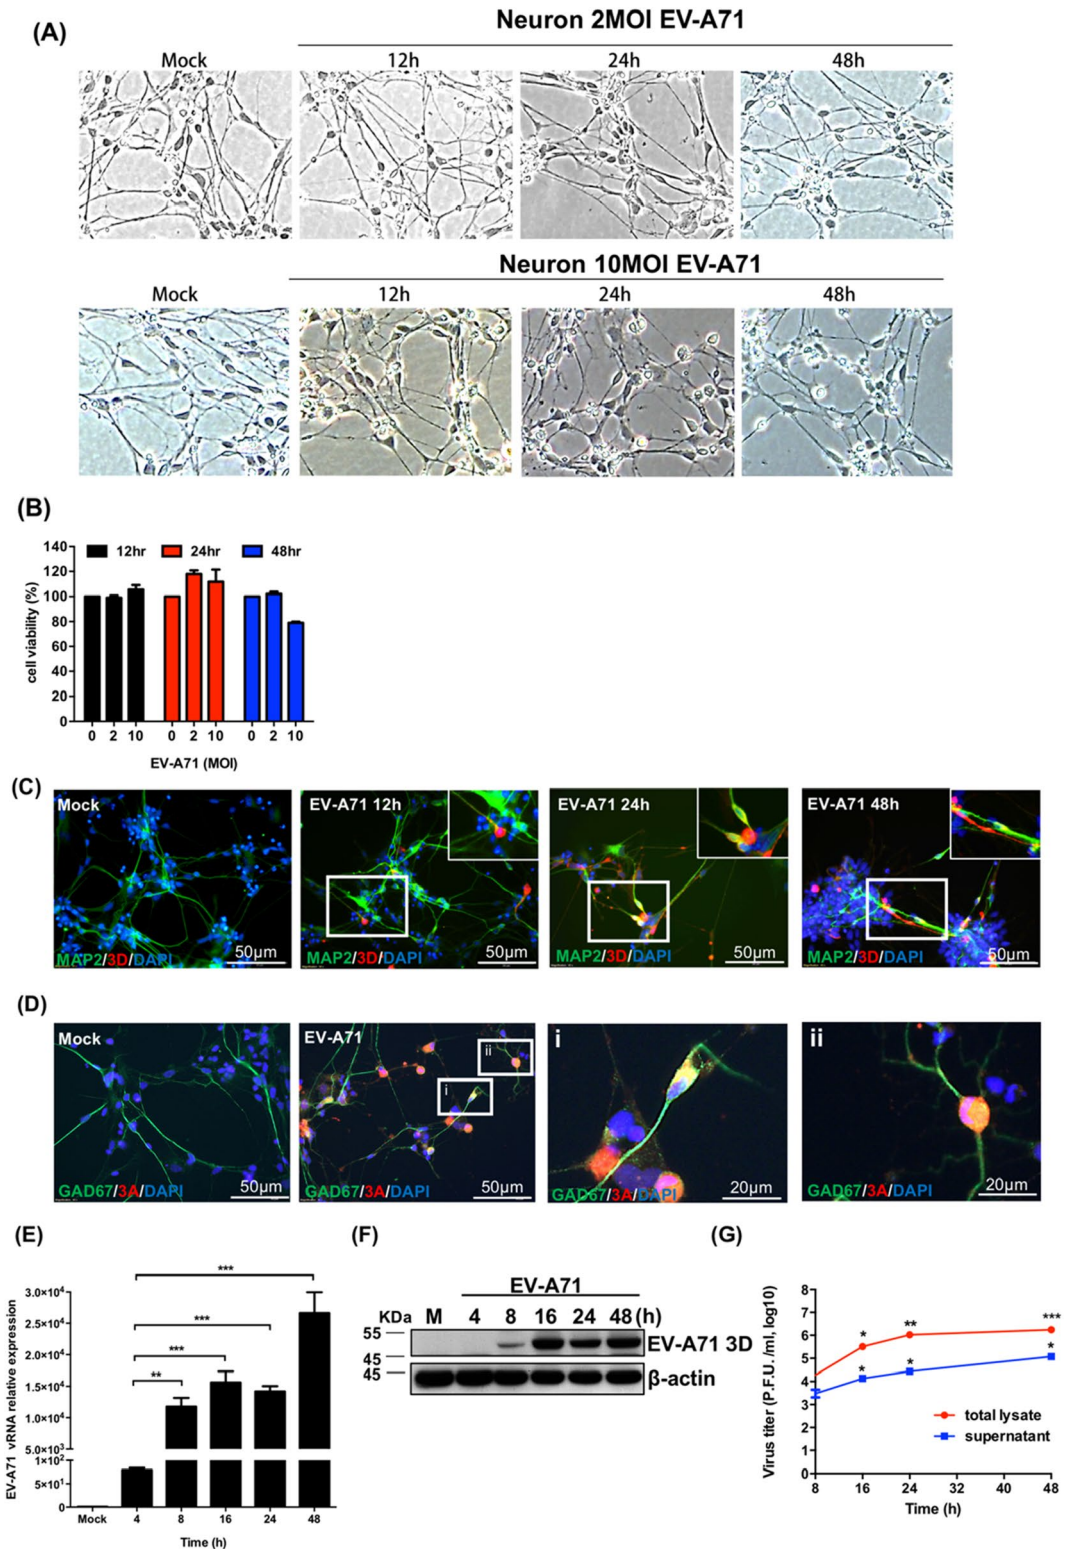 (A)
Neuron 2MOI EV-A71
Mock 12h 24h 48h
Neuron 10MOI EV-A71
Mock 12h 24h 48h
(B)
140
120
100
80
60
40
20
0
cell viability (%)
12hr 24hr 48hr
0 2 10 0 2 10 0 2 10
EV-A71 (MOI)
(C)
Mock EV-A71 12h EV-A71 24h EV-A71 48h
MAP2/3D/DAPI 50μm MAP2/3D/DAPI 50μm MAP2/3D/DAPI 50μm MAP2/3D/DAPI 50μm
(D)
Mock EV-A71 i ii i ii
GAD67/3A/DAPI 50μm GAD67/3A/DAPI 50μm GAD67/3A/DAPI 20μm GAD67/3A/DAPI 20μm
(E)
EV-A71 vRNA relative expression
3.0×10⁴
2.5×10⁴
2.0×10⁴
1.5×10⁴
1.0×10⁴
5.0×10³
1×10²
5×10¹
0
***
***
***
**
Mock 4 8 16 24 48
Time (h)
(F)
EV-A71
KDa M 4 8 16 24 48 (h)
55
45
EV-A71 3D
45
β-actin
(G)
Virus titer (P.F.U. /ml, log10)
8
7
6
5
4
3
2
1
0
* ** ***
* * *
total lysate
supernatant
8 16 24 32 40 48
Time (h)